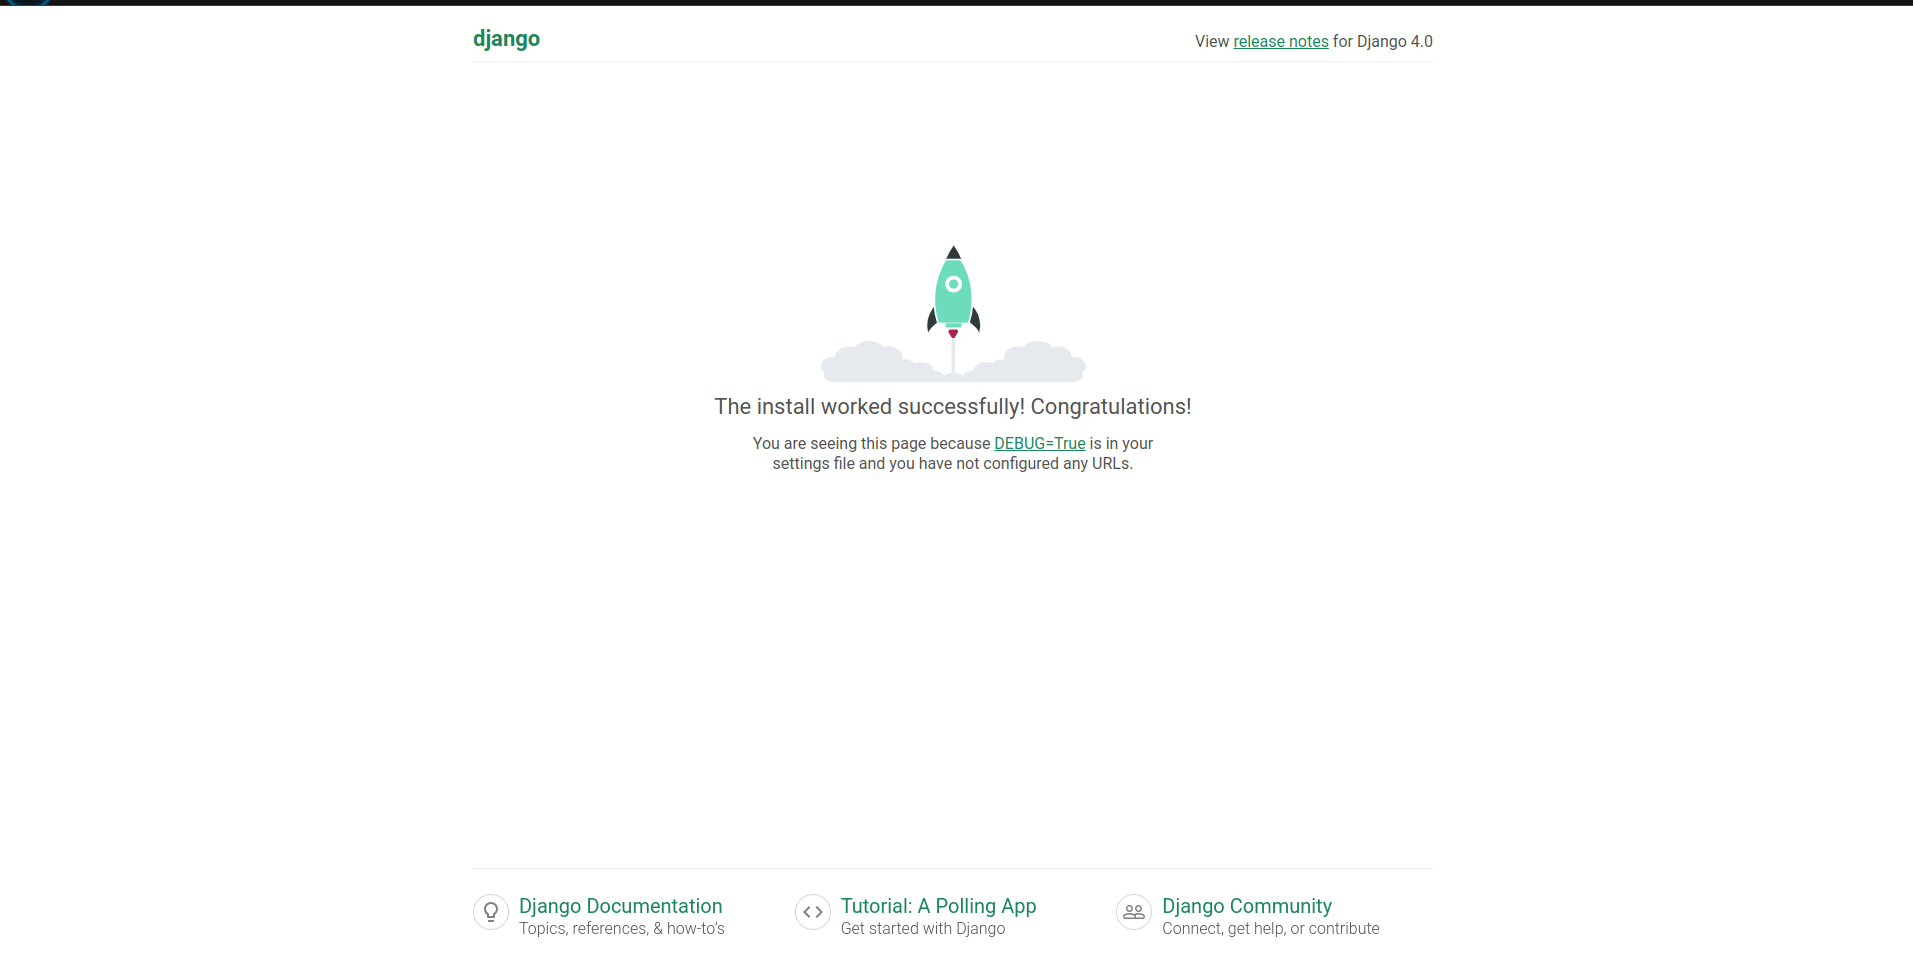 django
View release notes for Django 4.0
The install worked successfully! Congratulations!
You are seeing this page because DEBUG=True is in your
settings file and you have not configured any URLs.
Django Documentation
Topics, references, & how-to’s
Tutorial: A Polling App
Get started with Django
Django Community
Connect, get help, or contribute